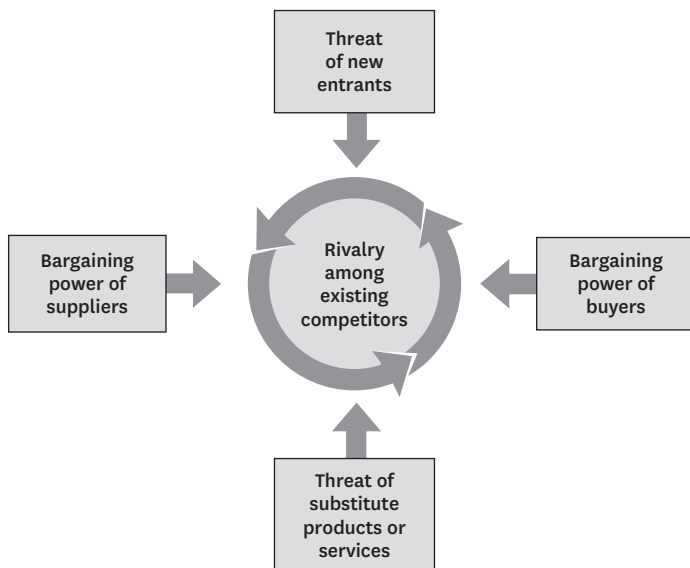 Threat
of new
entrants
Bargaining
power of
suppliers
Rivalry
among
existing
competitors
Bargaining
power of
buyers
Threat of
substitute
products or
services